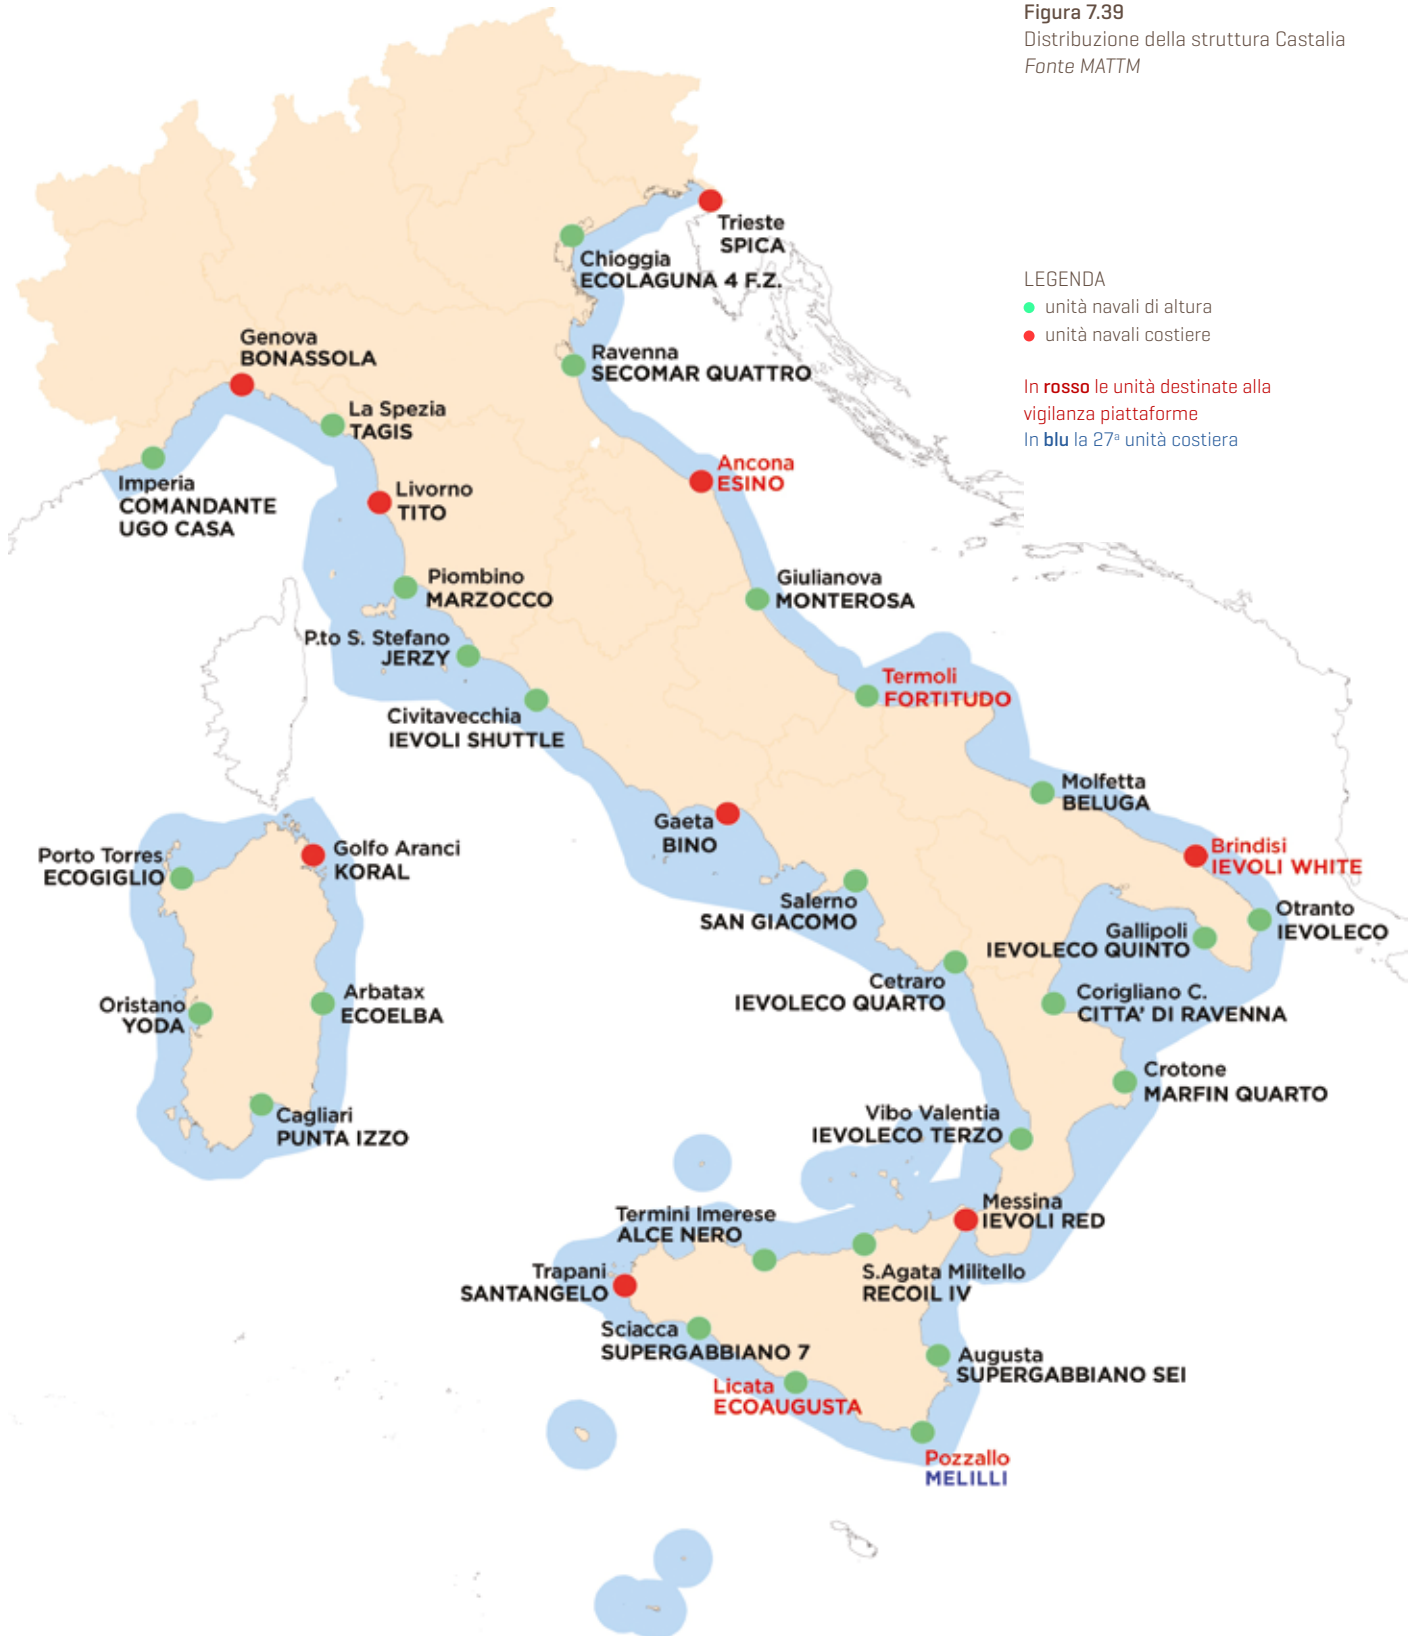 Figura 7.39
Distribuzione della struttura Castalia
Fonte MATTM
Trieste
SPICA
Chioggia
ECOLAGUNA 4 F.Z.
LEGENDA
unità navali di altura
unità navali costiere
In rosso le unità destinate alla
vigilanza piattaforme
In blu la 27ª unità costiera
Genova
BONASSOLA
Ravenna
SECOMAR QUATTRO
La Spezia
TAGIS
Imperia
COMANDANTE
UGO CASA
Livorno
TITO
Ancona
ESINO
Piombino
MARZOCCO
Giulianova
MONTEROSA
P.to S. Stefano
JERZY
Termoli
FORTITUDO
Civitavecchia
IEVOLI SHUTTLE
Molfetta
BELUGA
Gaeta
BINO
Golfo Aranci
KORAL
Porto Torres
ECOGIGLIO
Brindisi
IEVOLI WHITE
Salerno
SAN GIACOMO
Otranto
IEVOLECO
Gallipoli
IEVOLECO QUINTO
Cetraro
IEVOLECO QUARTO
Arbatax
ECOELBA
Oristano
YODA
Corigliano C.
CITTA' DI RAVENNA
Crotone
MARFIN QUARTO
Cagliari
PUNTA IZZO
Vibo Valentia
IEVOLECO TERZO
Messina
IEVOLI RED
Termini Imerese
ALCE NERO
Trapani
SANTANGELO
S.Agata Militello
RECOIL IV
Sciacca
SUPERGABBIANO 7
Augusta
SUPERGABBIANO SEI
Licata
ECOAUGUSTA
Pozzallo
MELILLI